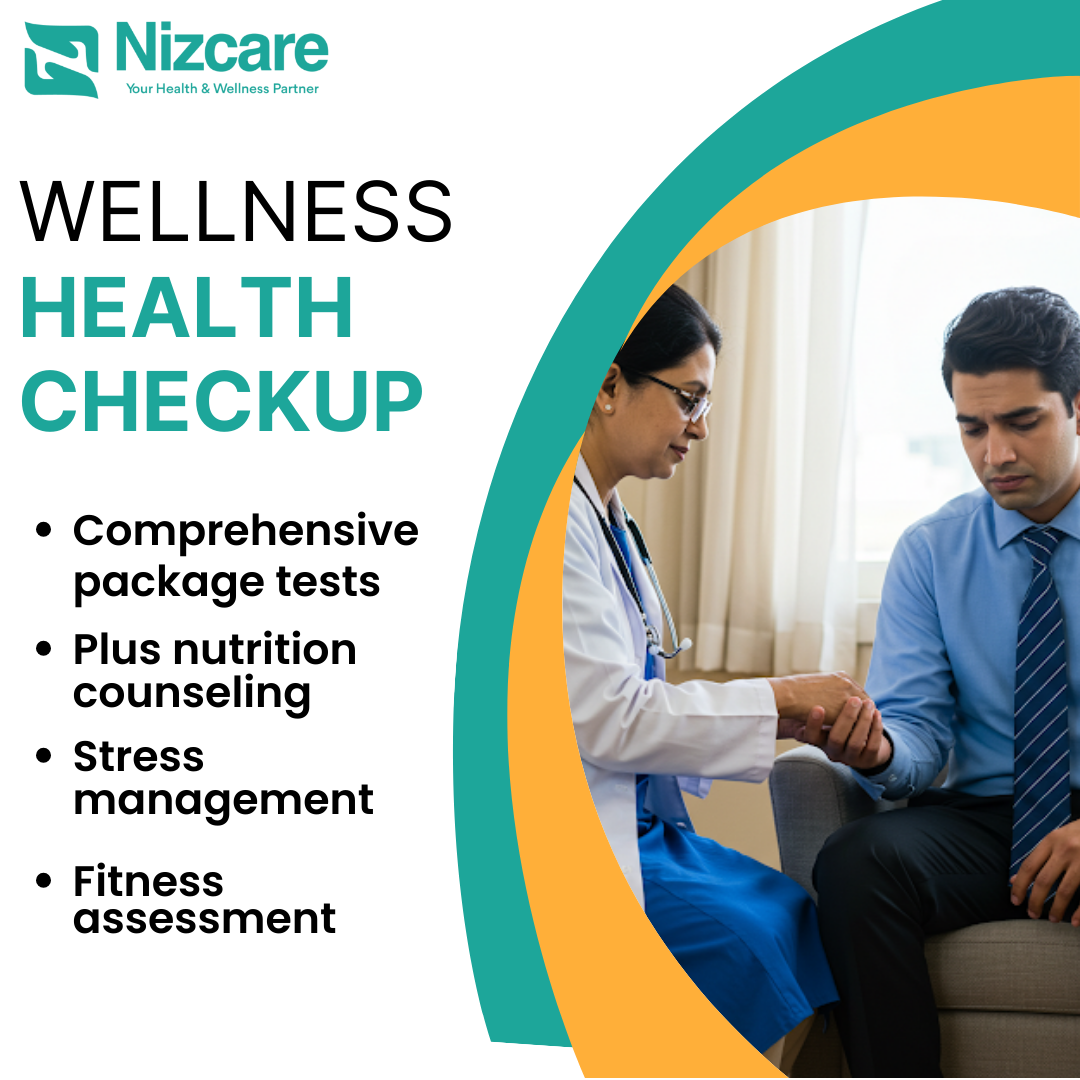 Nizcare
Your Health & Wellness Partner
WELLNESS
HEALTH
CHECKUP
• Comprehensive
package tests
• Plus nutrition
counseling
• Stress
management
• Fitness
assessment